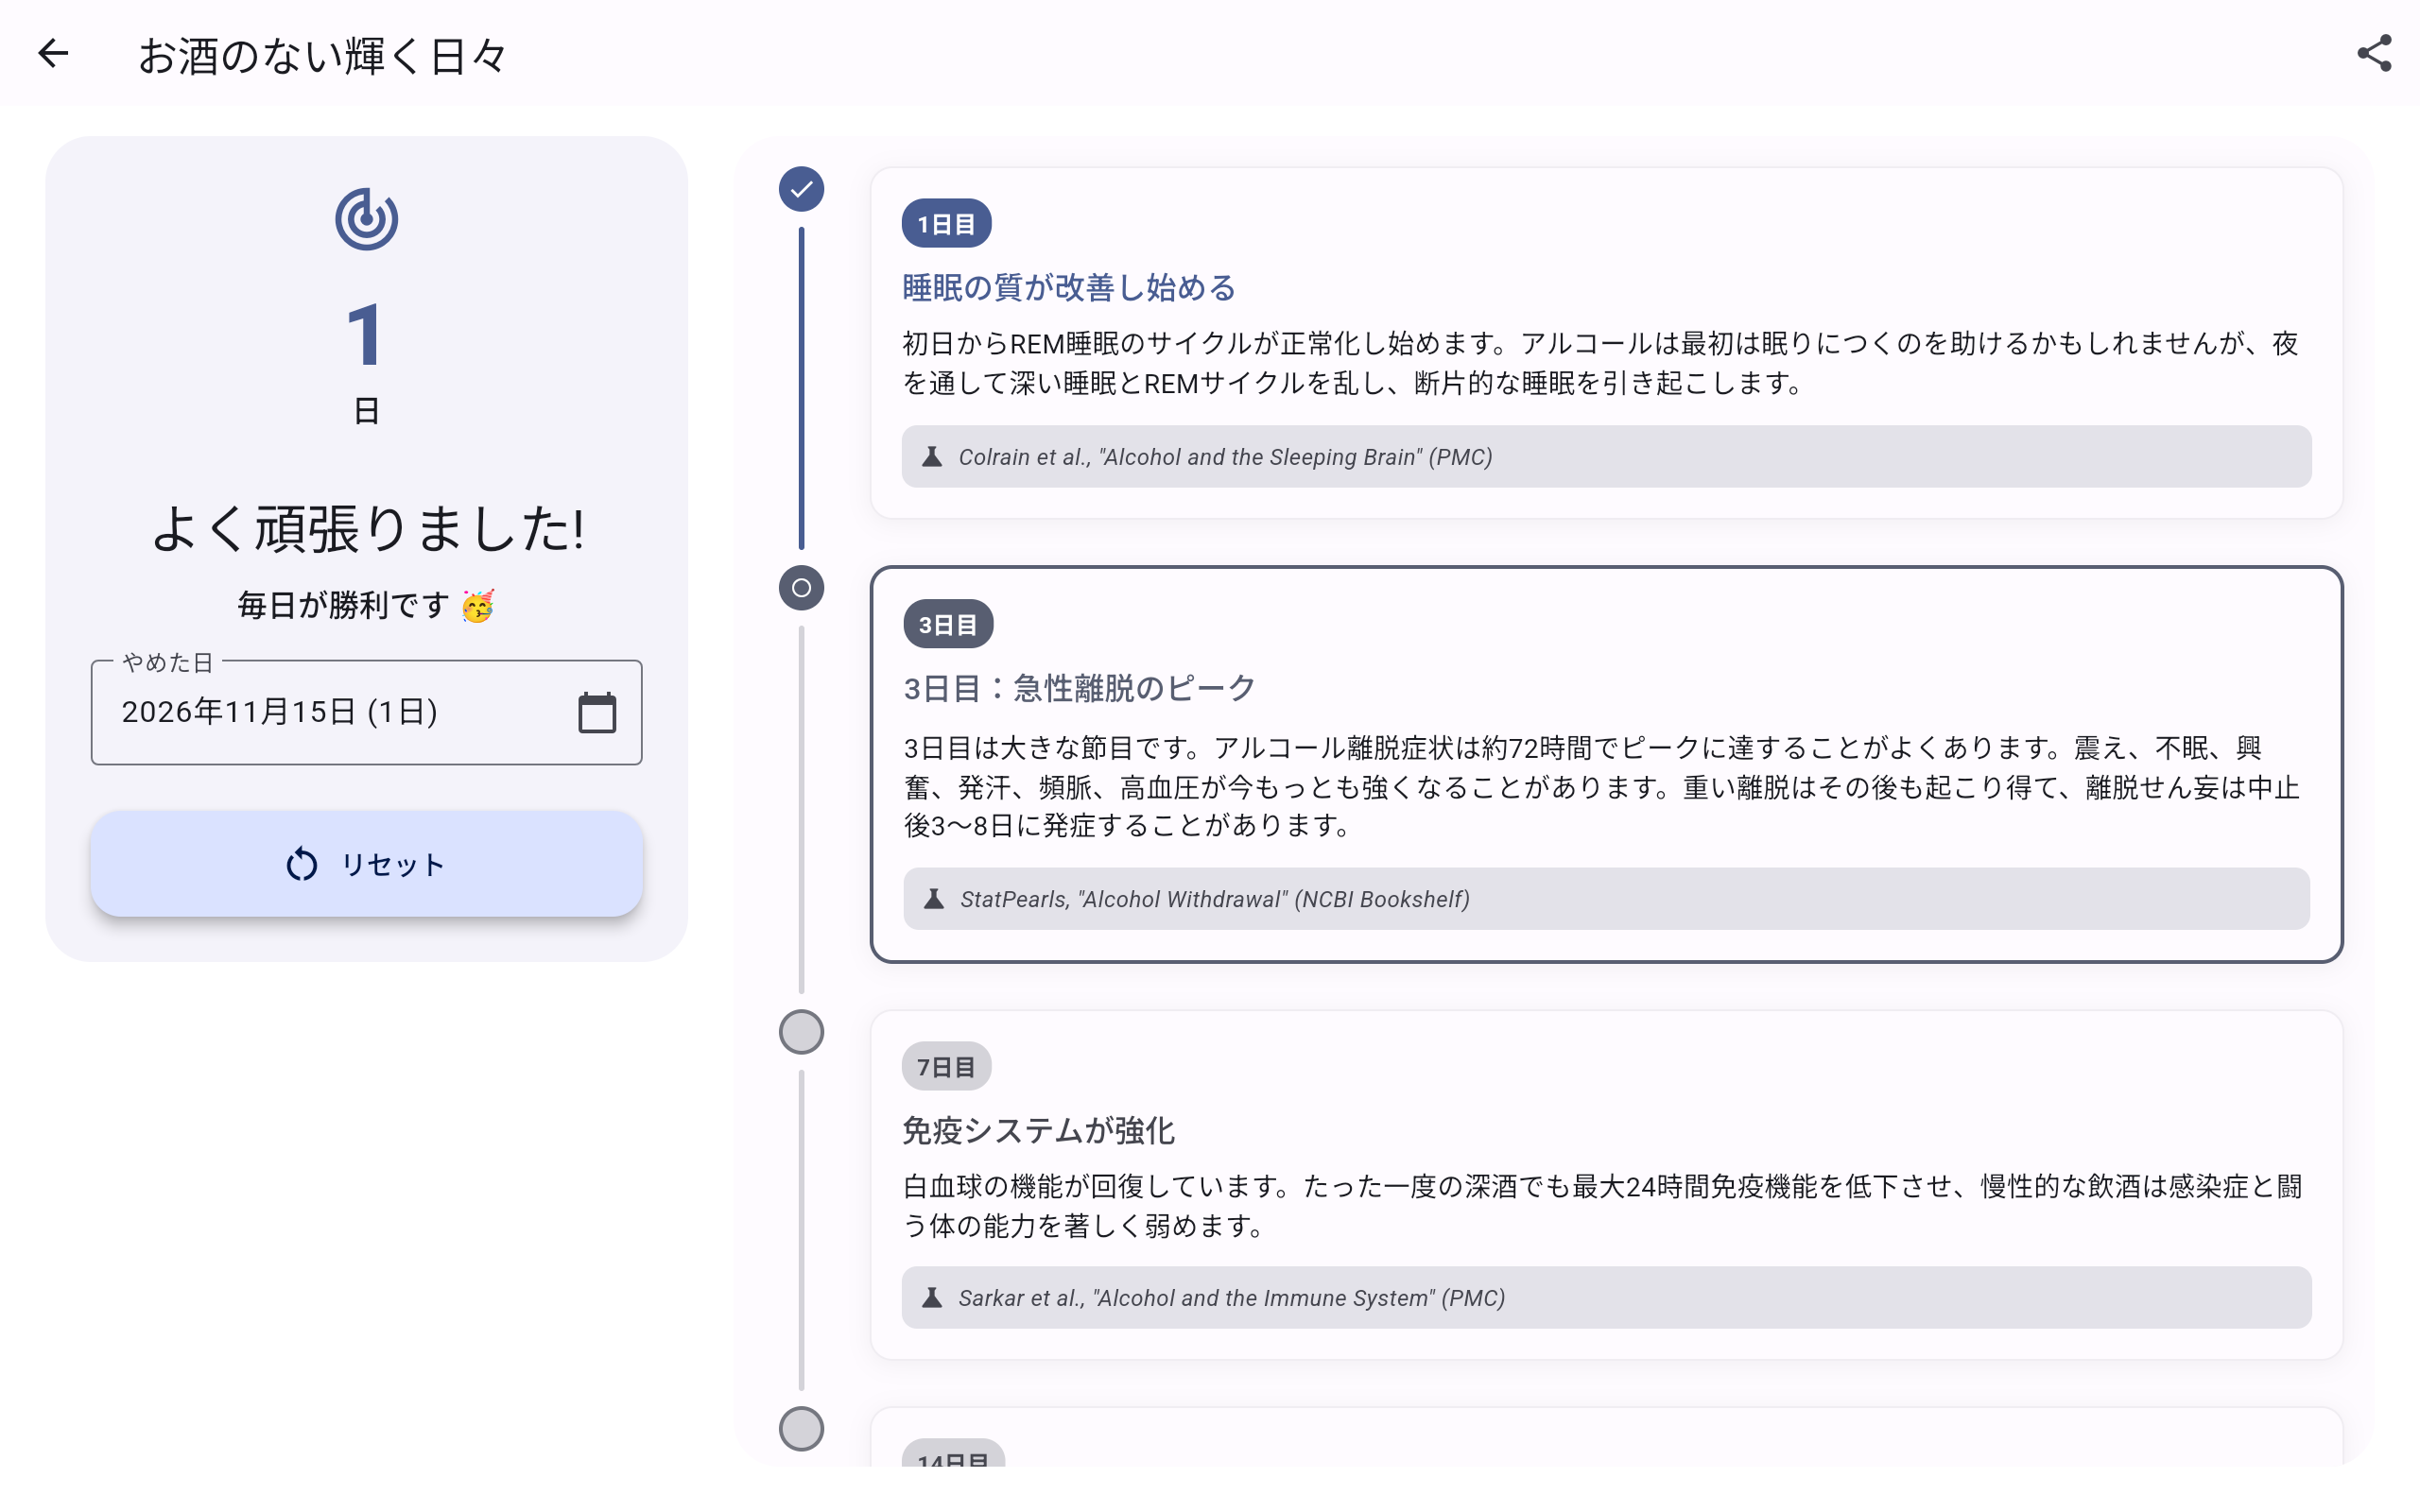 お酒のない輝く日々
1
日
よく頑張りました!
毎日が勝利です 🥳
やめた日
2026年11月15日 (1日)
リセット
1日目
睡眠の質が改善し始める
初日からREM睡眠のサイクルが正常化し始めます。アルコールは最初は眠りにつくのを助けるかもしれませんが、夜
を通して深い睡眠とREMサイクルを乱し、断片的な睡眠を引き起こします。
Colrain et al., "Alcohol and the Sleeping Brain" (PMC)
3日目
3日目：急性離脱のピーク
3日目は大きな節目です。アルコール離脱症状は約72時間でピークに達することがよくあります。震え、不眠、興
奮、発汗、頻脈、高血圧が今もっとも強くなることがあります。重い離脱はその後も起こり得て、離脱せん妄は中止
後3〜8日に発症することがあります。
StatPearls, "Alcohol Withdrawal" (NCBI Bookshelf)
7日目
免疫システムが強化
白血球の機能が回復しています。たった一度の深酒でも最大24時間免疫機能を低下させ、慢性的な飲酒は感染症と闘
う体の能力を著しく弱めます。
Sarkar et al., "Alcohol and the Immune System" (PMC)
14日目